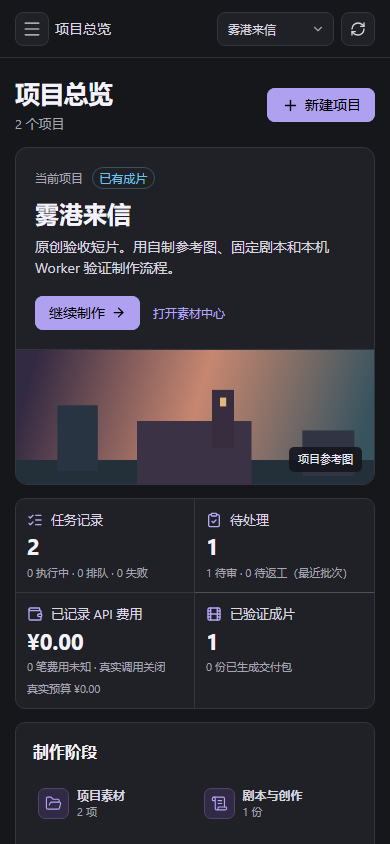 项目总览
雾港来信
项目总览
2 个项目
新建项目
当前项目
已有成片
雾港来信
原创验收短片。用自制参考图、固定剧本和本机
Worker 验证制作流程。
继续制作
打开素材中心
项目参考图
任务记录
2
0 执行中 · 0 排队 · 0 失败
待处理
1
1 待审 · 0 待返工（最近批次）
已记录 API 费用
¥0.00
0 笔费用未知 · 真实调用关闭
真实预算 ¥0.00
已验证成片
1
0 份已生成交付包
制作阶段
项目素材
2 项
剧本与创作
1 份